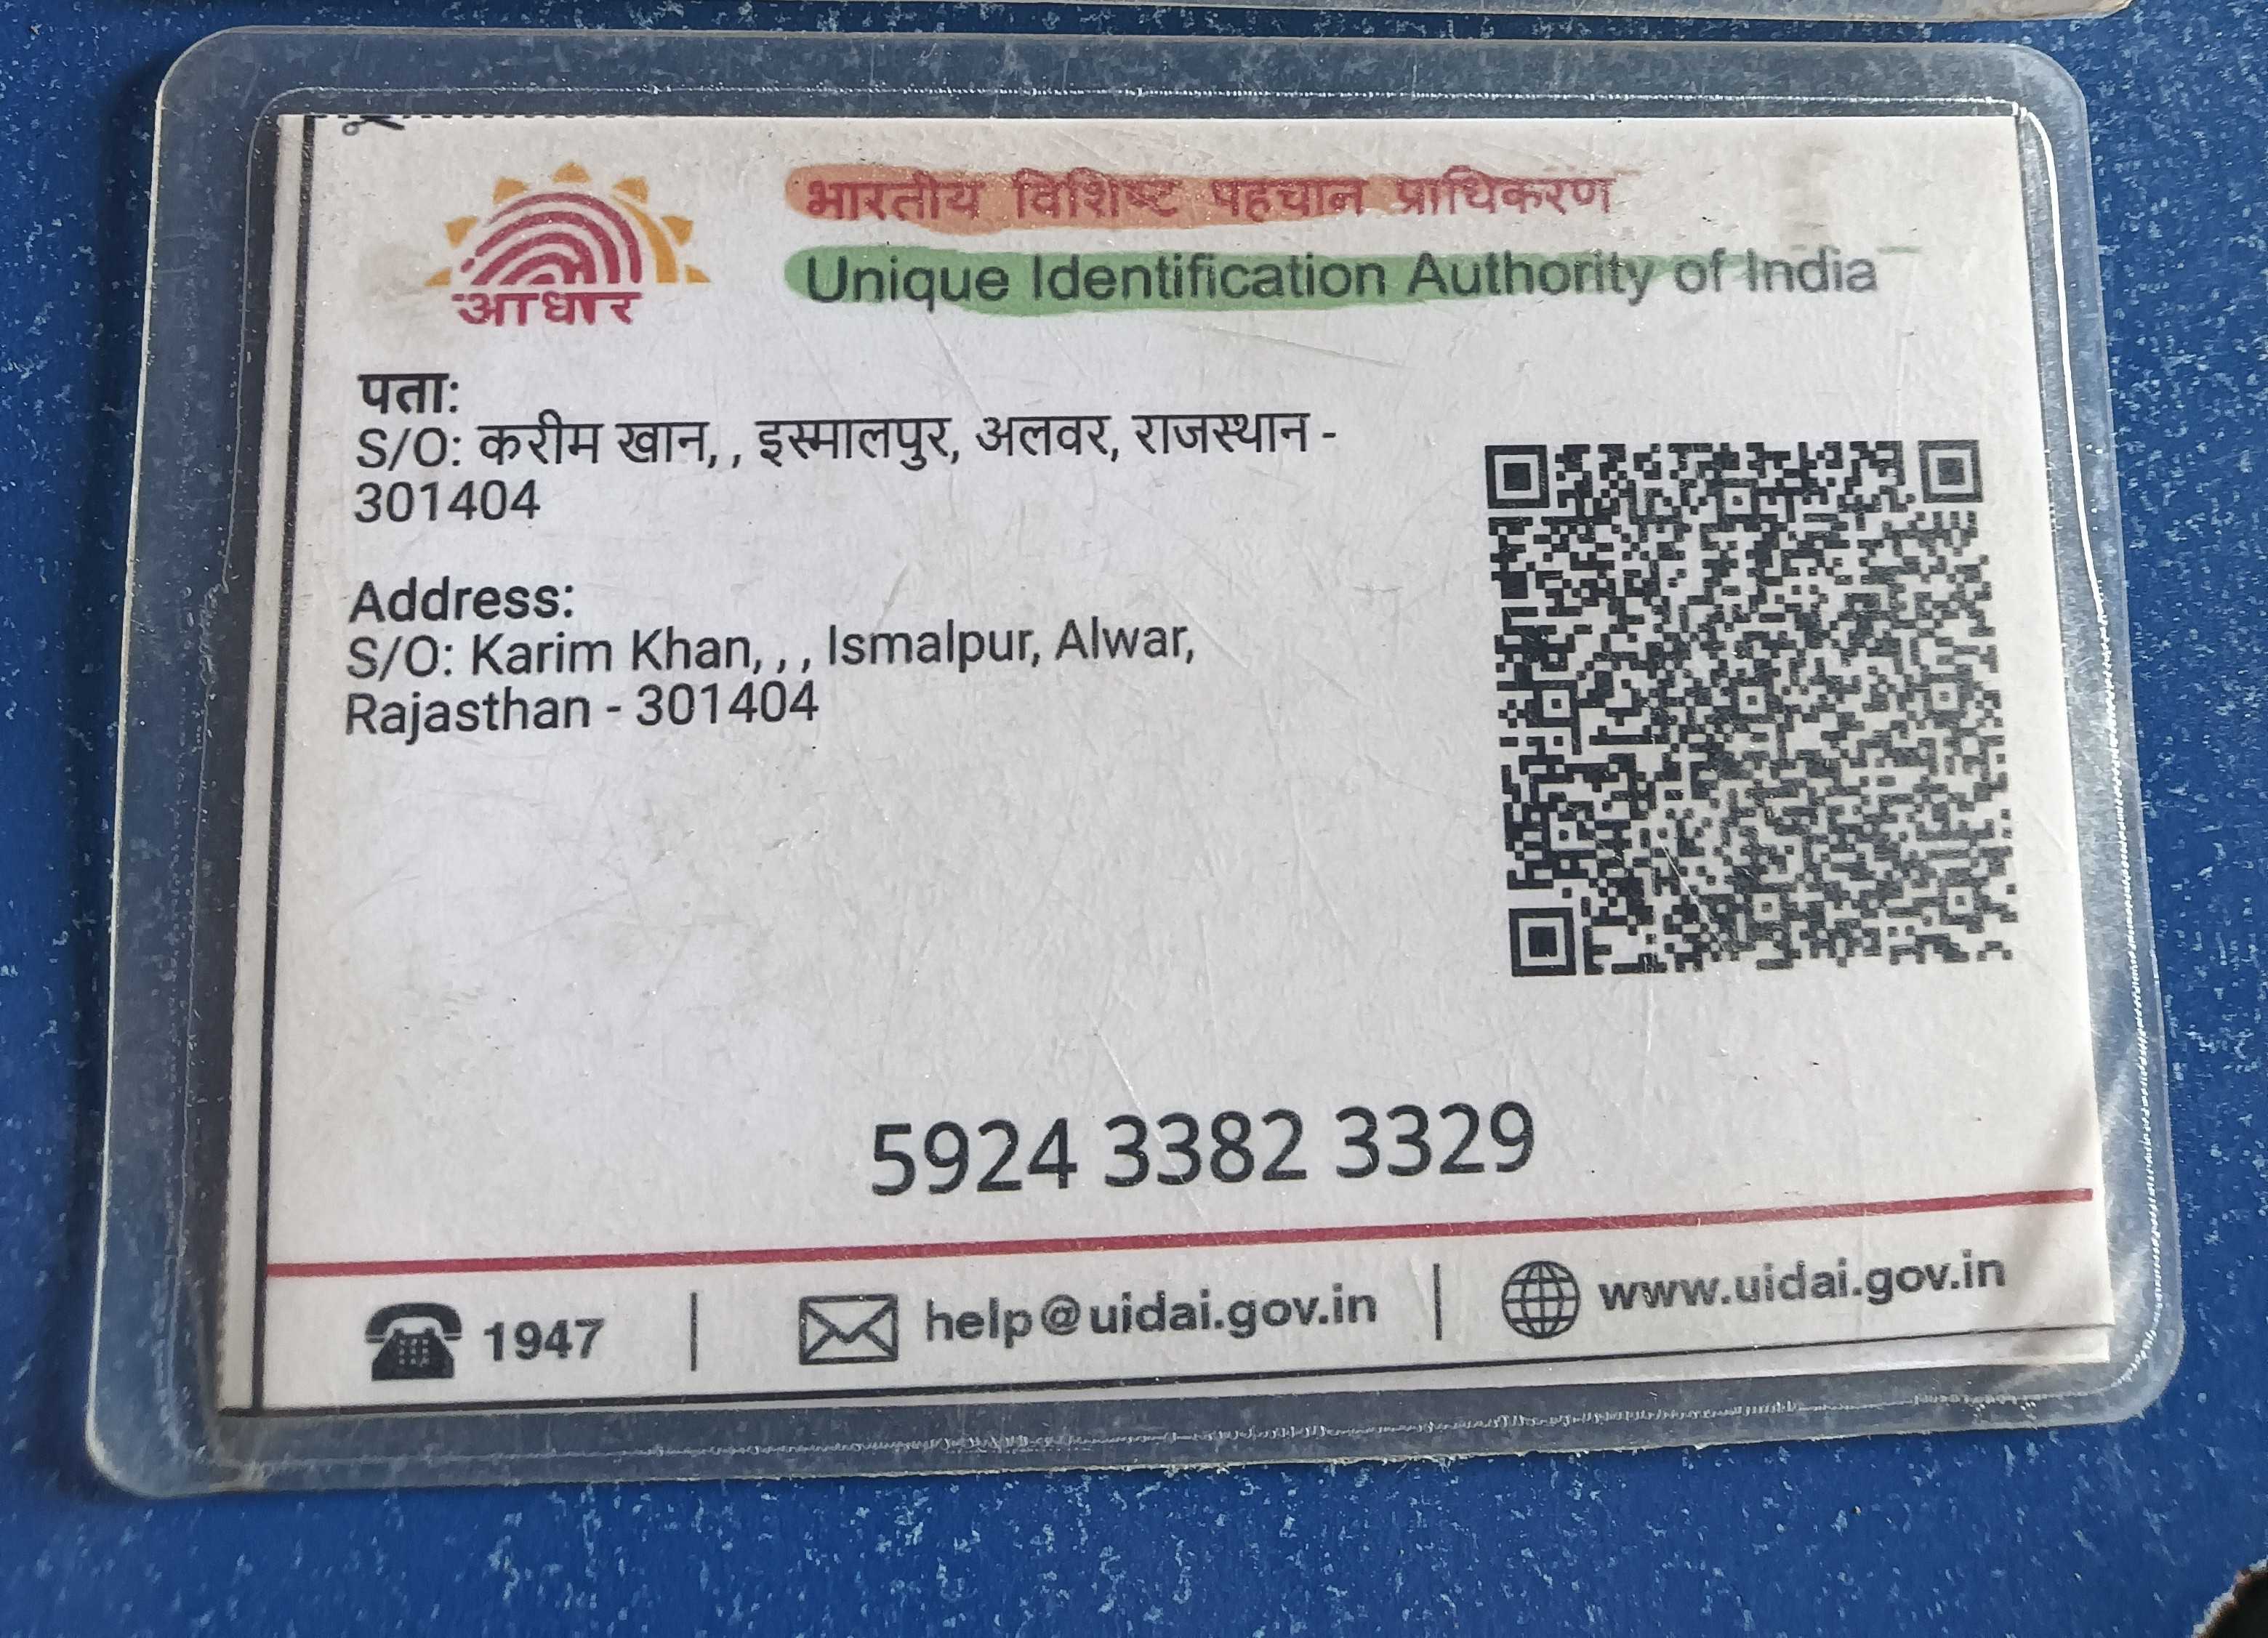 भारतीय विशिष्ट पहचान प्राधिकरण
Unique Identification Authority of India
आधार
पता:
S/O: करीम खान, , इस्मालपुर, अलवर, राजस्थान -
301404
Address:
S/O: Karim Khan, , , Ismalpur, Alwar,
Rajasthan - 301404
5924 3382 3329
1947 | help@uidai.gov.in | www.uidai.gov.in